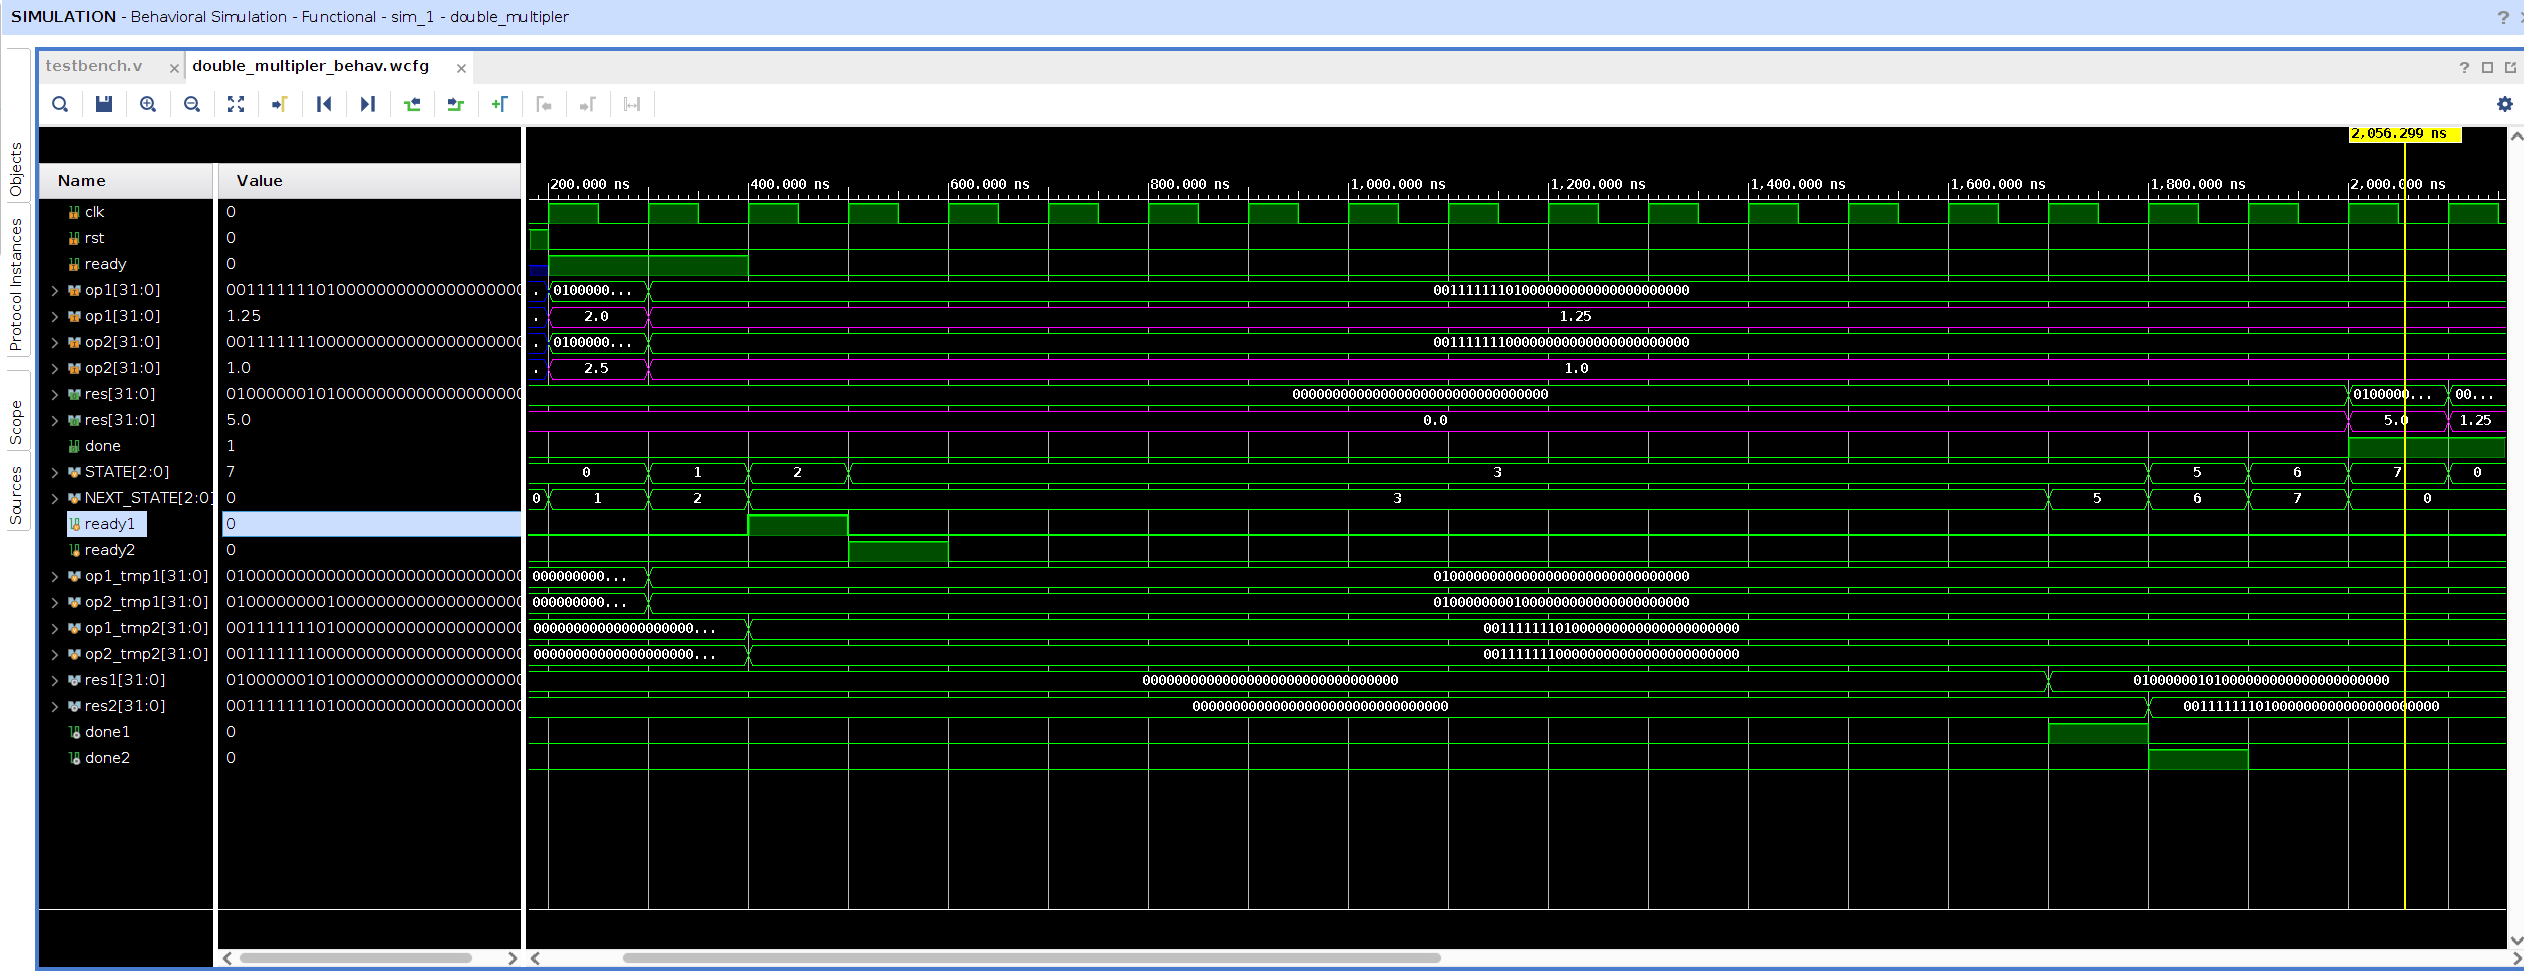 SIMULATION - Behavioral Simulation - Functional - sim_1 - double_multipler ?
testbench.v × double_multipler_behav.wcfg × ?
Objects
Protocol Instances
Scope
Sources
2,056.299 ns
Name Value
200.000 ns 400.000 ns 600.000 ns 800.000 ns 1,000.000 ns 1,200.000 ns 1,400.000 ns 1,600.000 ns 1,800.000 ns 2,000.000 ns
clk 0
rst 0
ready 0
op1[31:0] 00111111101000000000000000000000 . 0100000... 00111111101000000000000000000000
op1[31:0] 1.25 . 2.0 1.25
op2[31:0] 00111111100000000000000000000000 . 0100000... 00111111100000000000000000000000
op2[31:0] 1.0 . 2.5 1.0
res[31:0] 01000000101000000000000000000000 00000000000000000000000000000000 0100000... 00...
res[31:0] 5.0 0.0 5.0 1.25
done 1
STATE[2:0] 7 0 1 2 3 5 6 7 0
NEXT_STATE[2:0] 0 0 1 2 3 5 6 7 0
ready1 0
ready2 0
op1_tmp1[31:0] 01000000000000000000000000000000 000000000... 01000000000000000000000000000000
op2_tmp1[31:0] 01000000001000000000000000000000 000000000... 01000000001000000000000000000000
op1_tmp2[31:0] 00111111101000000000000000000000 00000000000000000000... 00111111101000000000000000000000
op2_tmp2[31:0] 00111111100000000000000000000000 00000000000000000000... 00111111100000000000000000000000
res1[31:0] 01000000101000000000000000000000 00000000000000000000000000000000 01000000101000000000000000000000
res2[31:0] 00111111101000000000000000000000 00000000000000000000000000000000 00111111101000000000000000000000
done1 0
done2 0